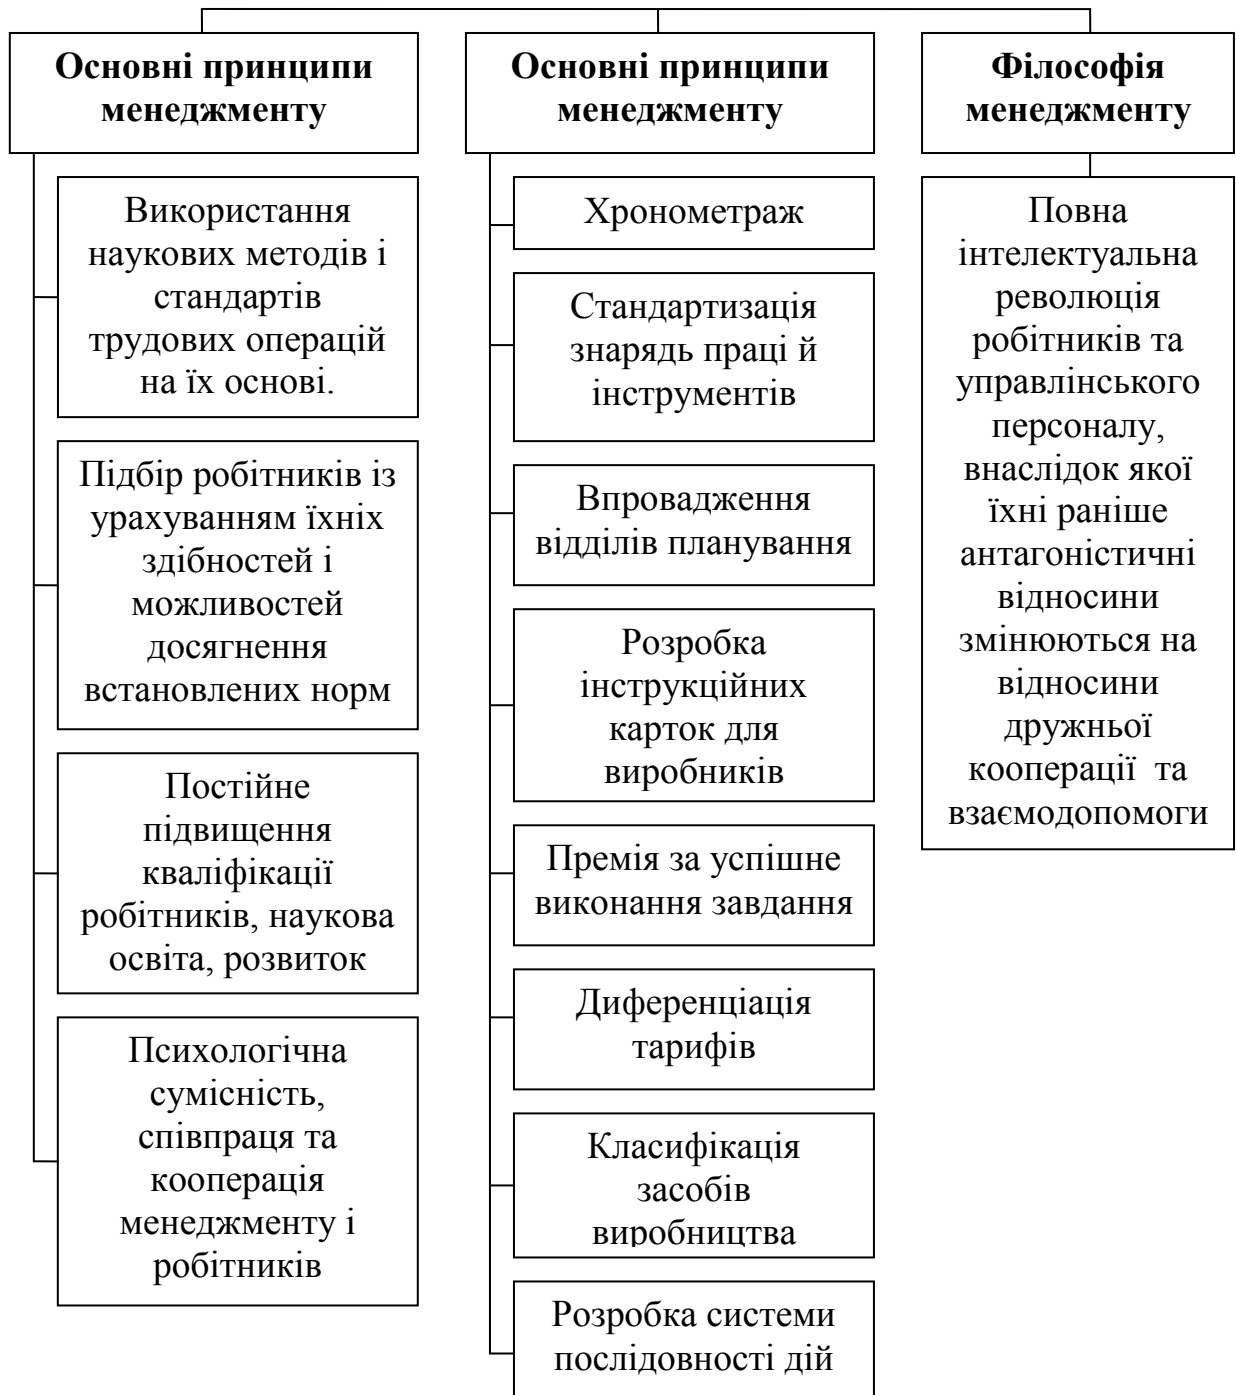 Основні принципи
менеджменту
Використання
наукових методів і
стандартів
трудових операцій
на їх основі.
Підбір робітників із
урахуванням їхніх
здібностей і
можливостей
досягнення
встановлених норм
Постійне
підвищення
кваліфікації
робітників, наукова
освіта, розвиток
Психологічна
сумісність,
співпраця та
кооперація
менеджменту і
робітників
Основні принципи
менеджменту
Хронометраж
Стандартизація
знарядь праці й
інструментів
Впровадження
відділів планування
Розробка
інструкційних
карток для
виробників
Премія за успішне
виконання завдання
Диференціація
тарифів
Класифікація
засобів
виробництва
Розробка системи
послідовності дій
Філософія
менеджменту
Повна
інтелектуальна
революція
робітників та
управлінського
персоналу,
внаслідок якої
їхні раніше
антагоністичні
відносини
змінюються на
відносини
дружньої
кооперації та
взаємодопомоги